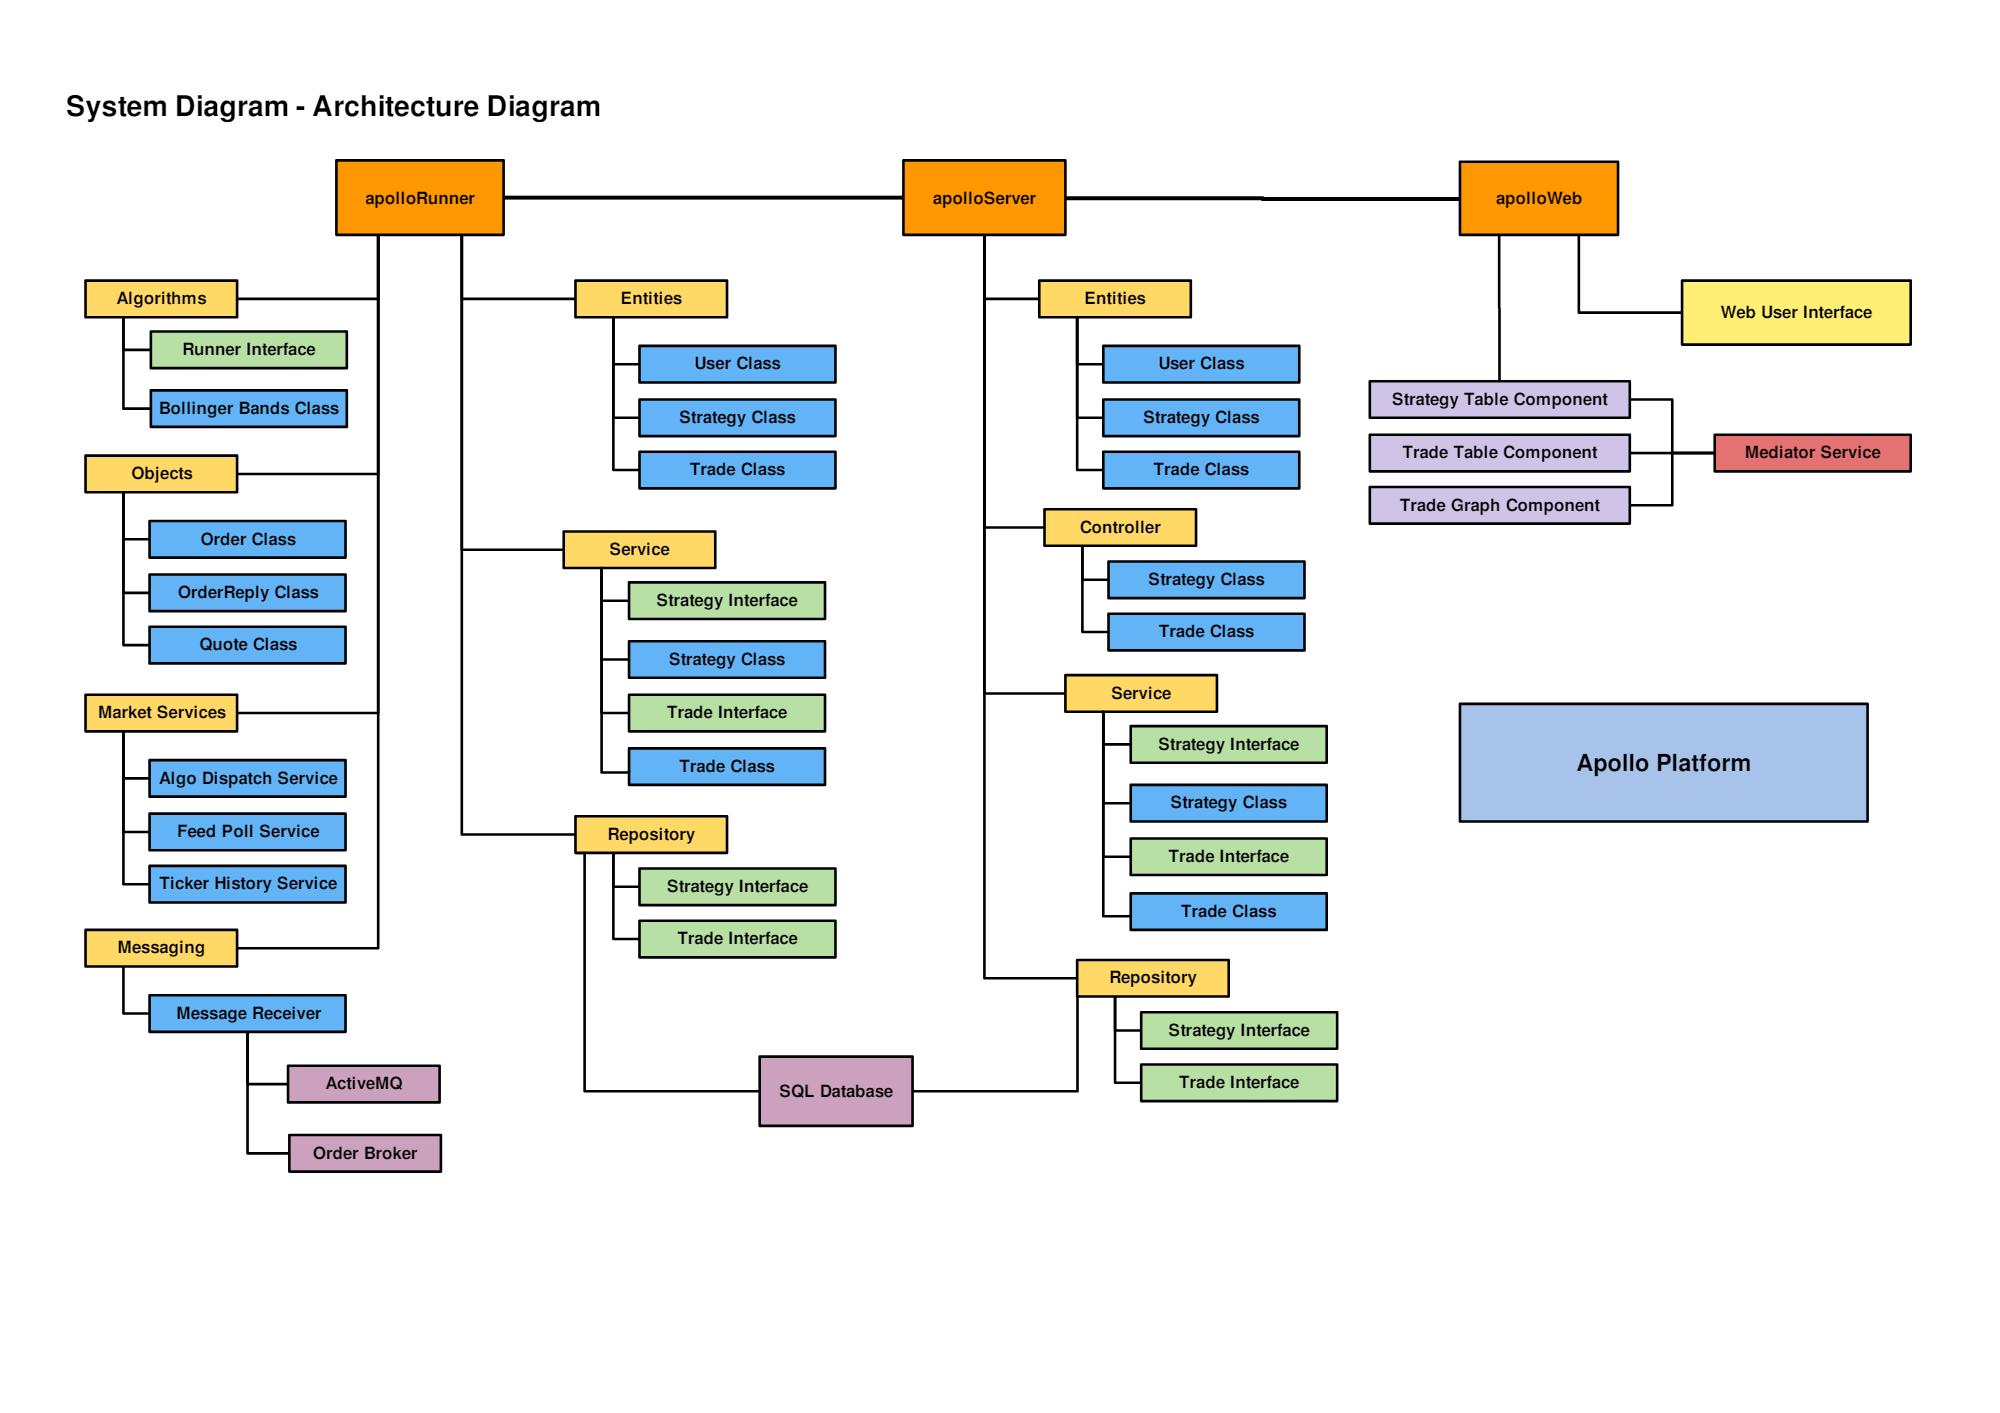 System Diagram - Architecture Diagram
apolloRunner
apolloServer
apolloWeb
Algorithms
Runner Interface
Bollinger Bands Class
Objects
Order Class
OrderReply Class
Quote Class
Market Services
Algo Dispatch Service
Feed Poll Service
Ticker History Service
Messaging
Message Receiver
ActiveMQ
Order Broker
Entities
User Class
Strategy Class
Trade Class
Service
Strategy Interface
Strategy Class
Trade Interface
Trade Class
Repository
Strategy Interface
Trade Interface
SQL Database
Entities
User Class
Strategy Class
Trade Class
Controller
Strategy Class
Trade Class
Service
Strategy Interface
Strategy Class
Trade Interface
Trade Class
Repository
Strategy Interface
Trade Interface
Web User Interface
Strategy Table Component
Trade Table Component
Trade Graph Component
Mediator Service
Apollo Platform